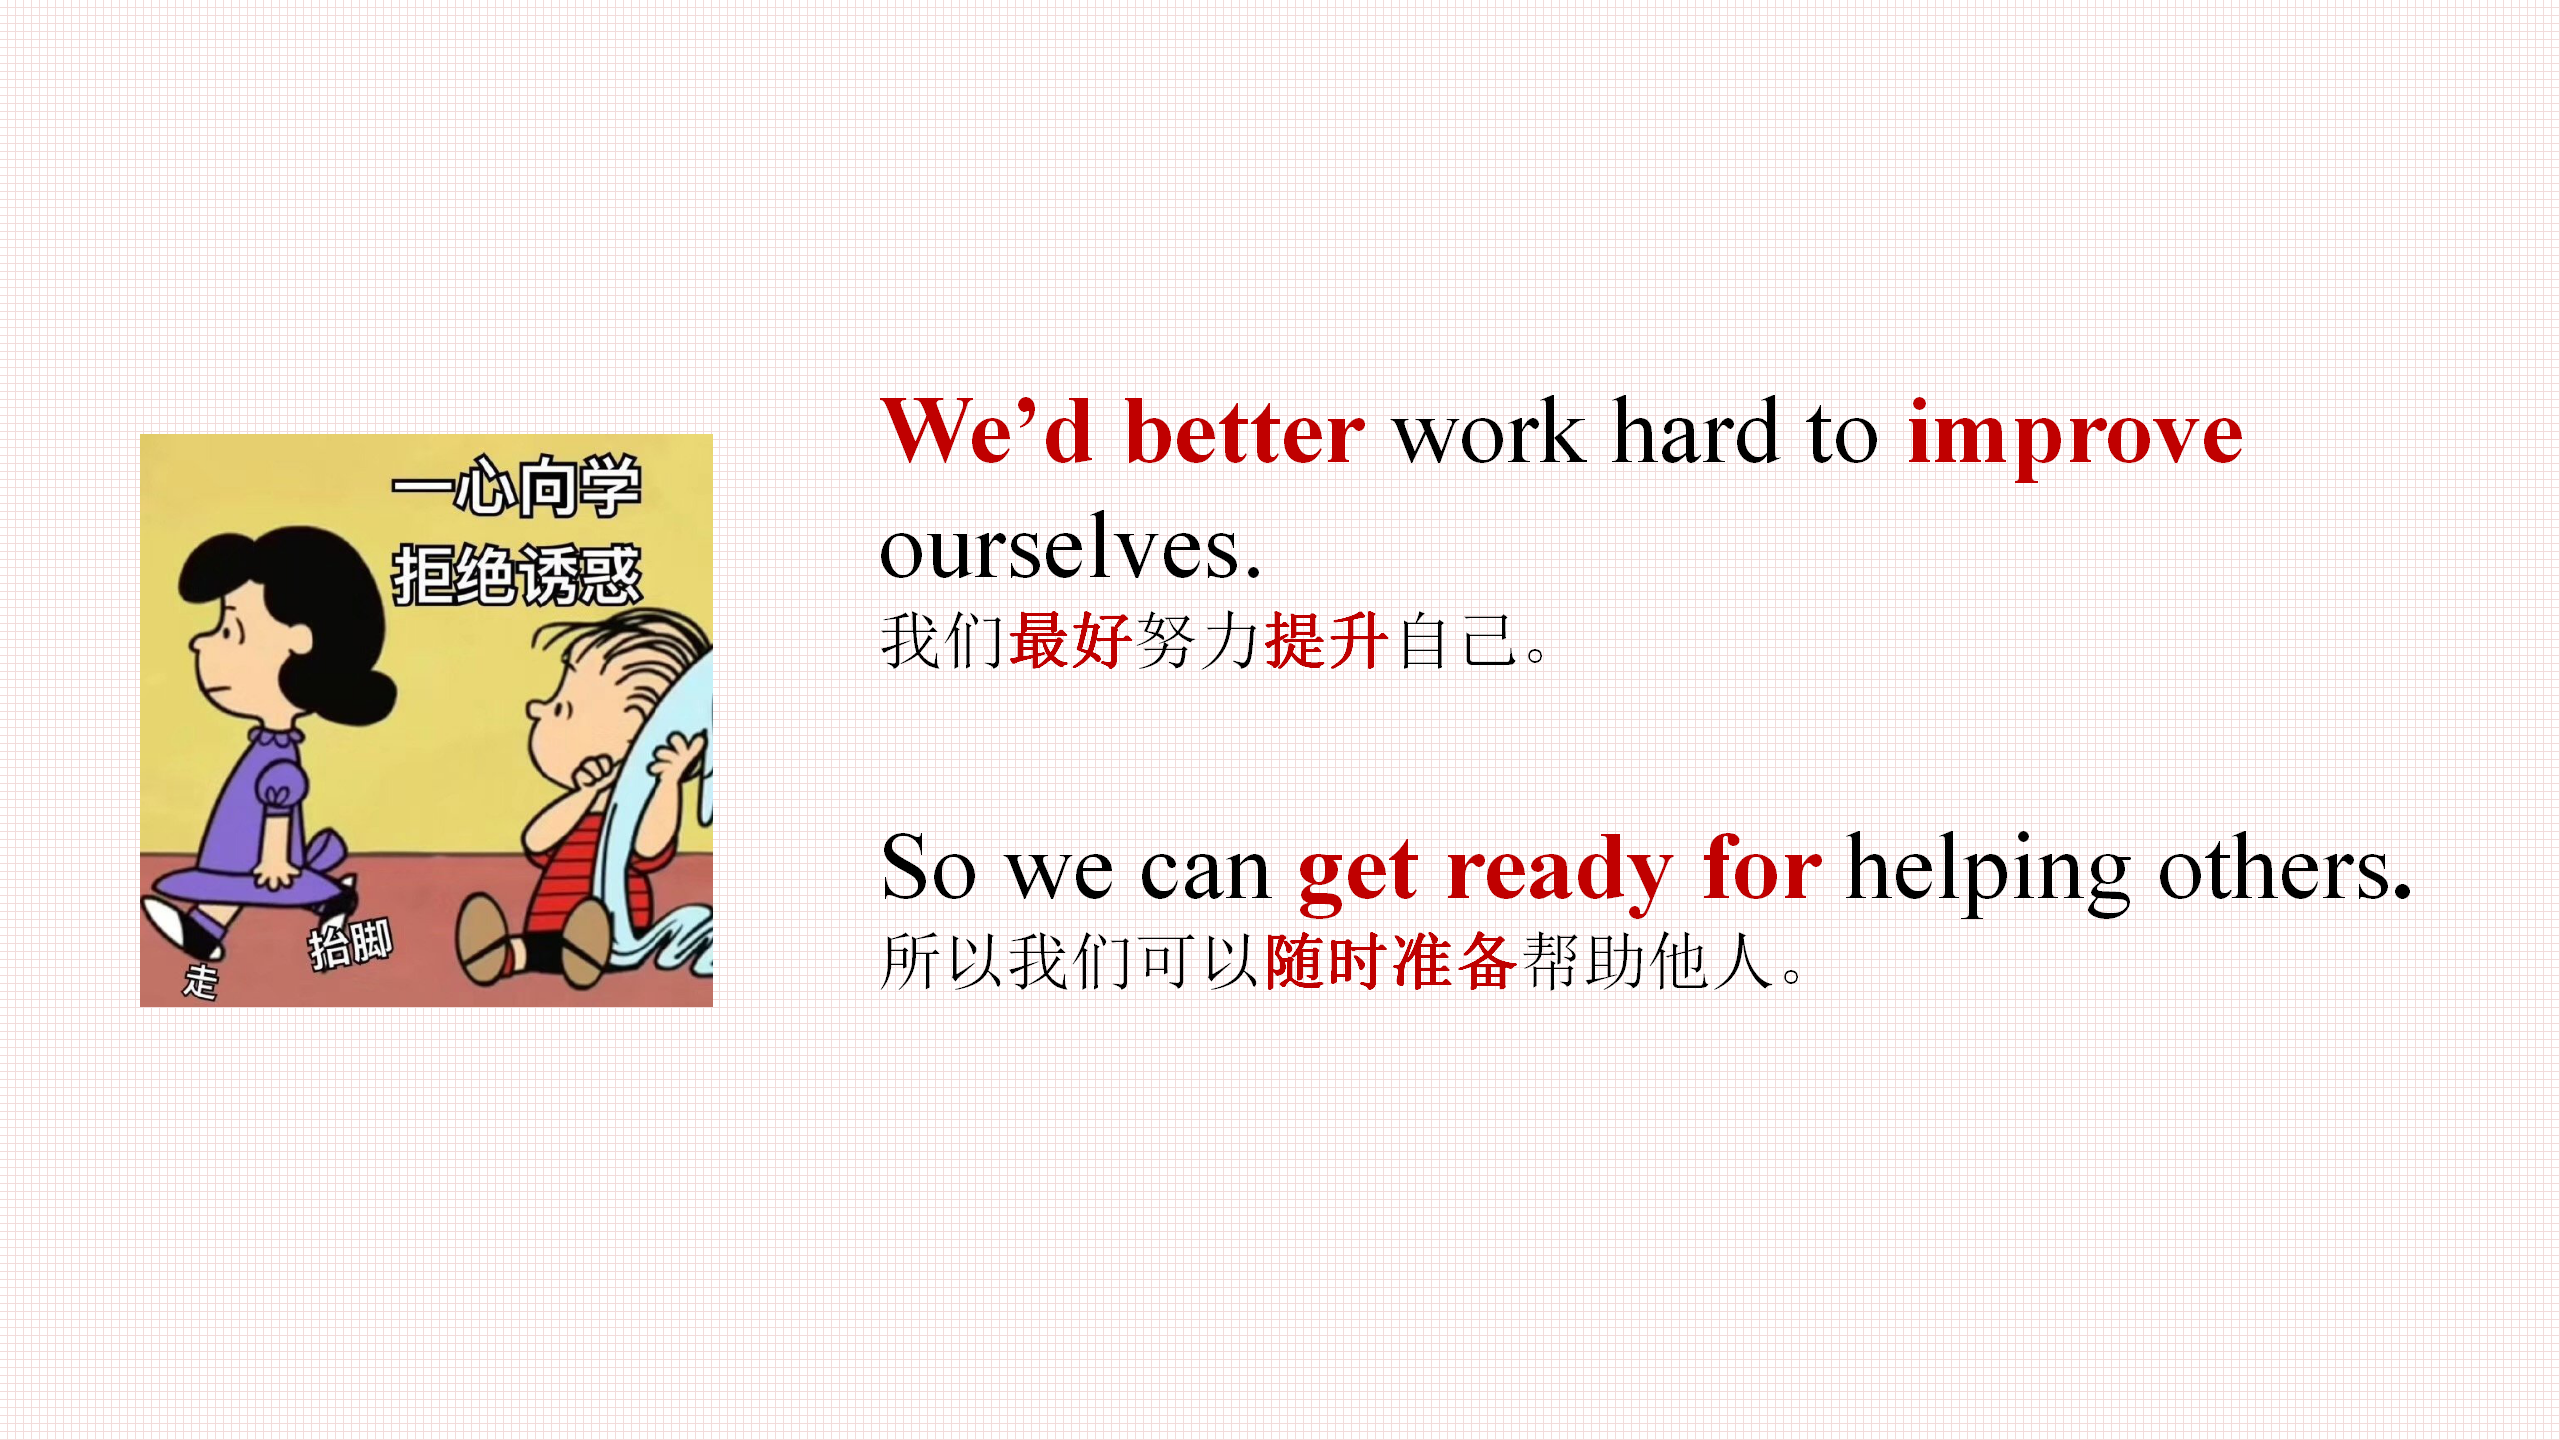 一心向学
拒绝诱惑
抬脚
走
We’d better work hard to improve
ourselves.
我们最好努力提升自己。
So we can get ready for helping others.
所以我们可以随时准备帮助他人。